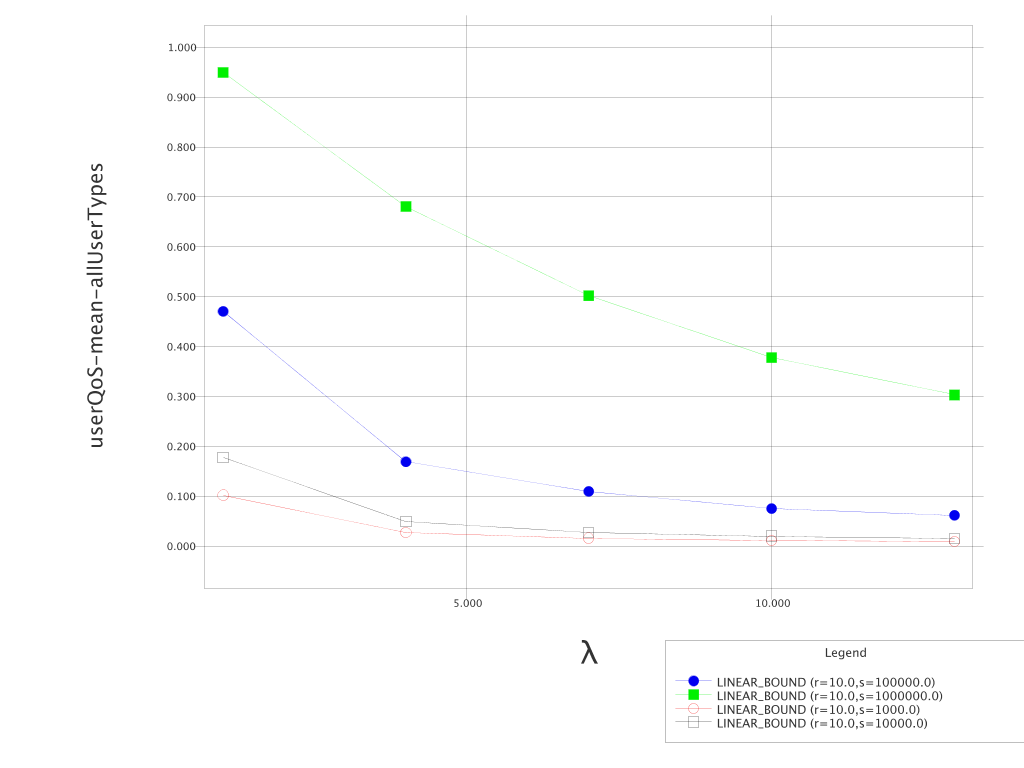 1.000
0.900
0.800
0.700
0.600
0.500
0.400
0.300
0.200
0.100
0.000
userQoS-mean-allUserTypes
5.000
10.000
λ
Legend
LINEAR_BOUND (r=10.0,s=100000.0)
LINEAR_BOUND (r=10.0,s=1000000.0)
LINEAR_BOUND (r=10.0,s=1000.0)
LINEAR_BOUND (r=10.0,s=10000.0)